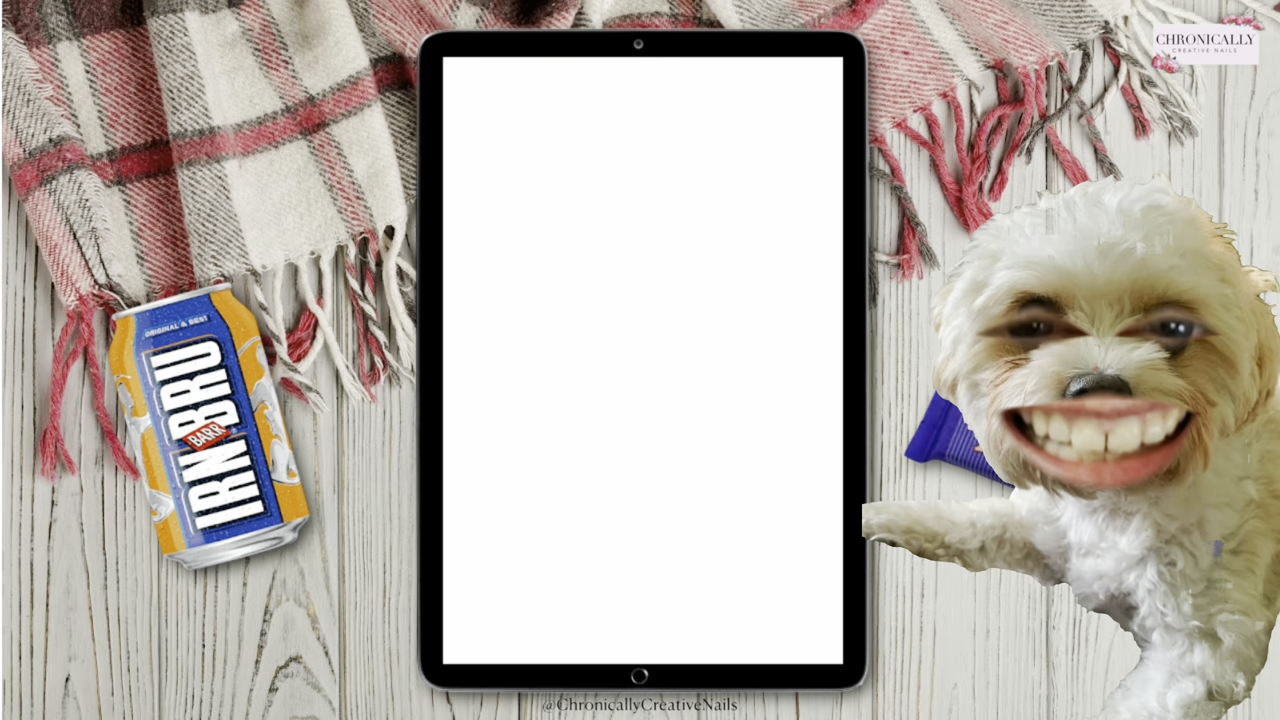 CHRONICALLY
CREATIVE NAILS
ORIGINAL & BEST
IRN BRU
BARR
@ChronicallyCreativeNails